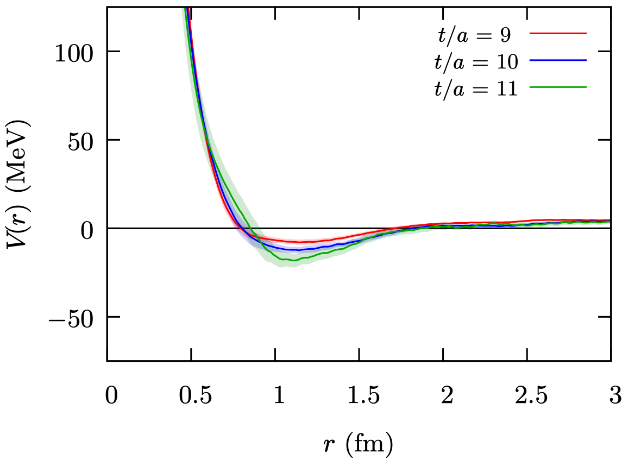 t/a = 9
t/a = 10
t/a = 11
100
50
0
−50
V(r) (MeV)
0 0.5 1 1.5 2 2.5 3
r (fm)